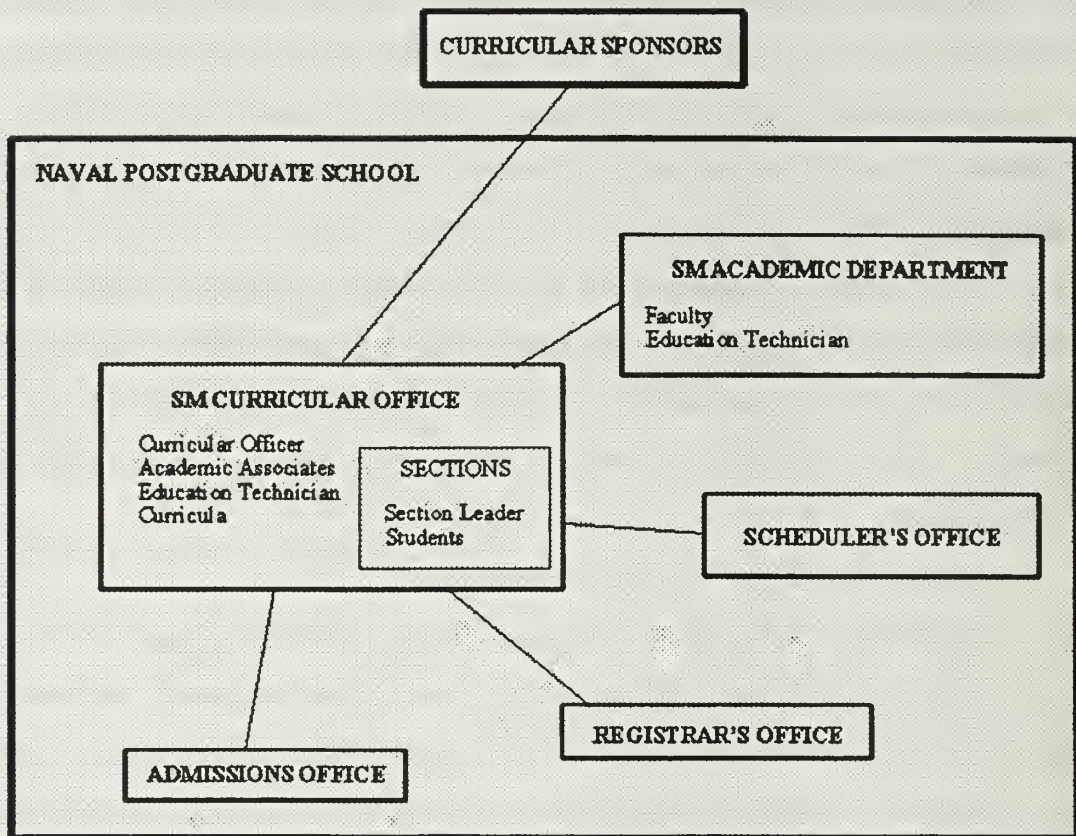 CURRICULAR SPONSORS
NAVAL POSTGRADUATE SCHOOL
SM ACADEMIC DEPARTMENT
Faculty
Education Technician
SM CURRICULAR OFFICE
Curricular Officer
Academic Associates
Education Technician
Curricula
SECTIONS
Section Leader
Students
SCHEDULER'S OFFICE
REGISTRAR'S OFFICE
ADMISSIONS OFFICE